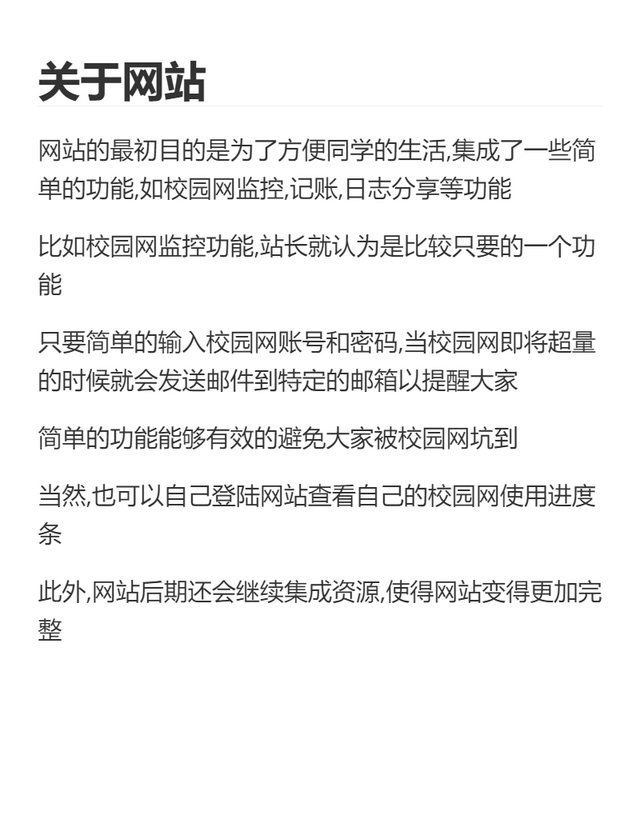 关于网站
网站的最初目的是为了方便同学的生活,集成了一些简
单的功能,如校园网监控,记账,日志分享等功能
比如校园网监控功能,站长就认为是比较只要的一个功
能
只要简单的输入校园网账号和密码,当校园网即将超量
的时候就会发送邮件到特定的邮箱以提醒大家
简单的功能能够有效的避免大家被校园网坑到
当然,也可以自己登陆网站查看自己的校园网使用进度
条
此外,网站后期还会继续集成资源,使得网站变得更加完
整